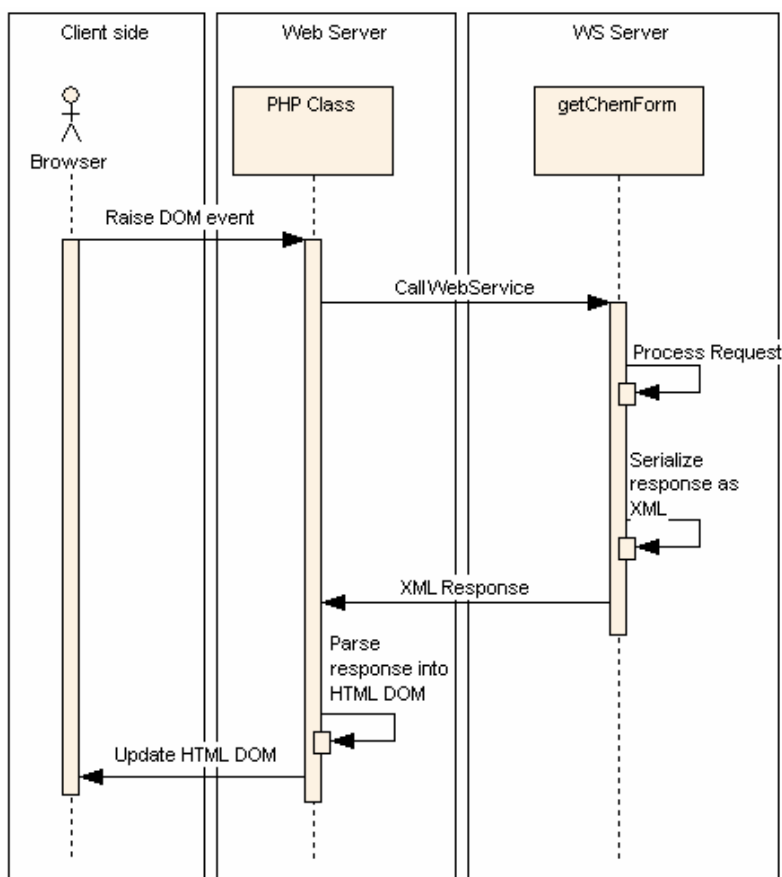 Client side
Web Server
WS Server
PHP Class
getChemForm
Browser
Raise DOM event
CallWebService
Process Request
Serialize
response as
XML
XML Response
Parse
response into
HTML DOM
Update HTML DOM